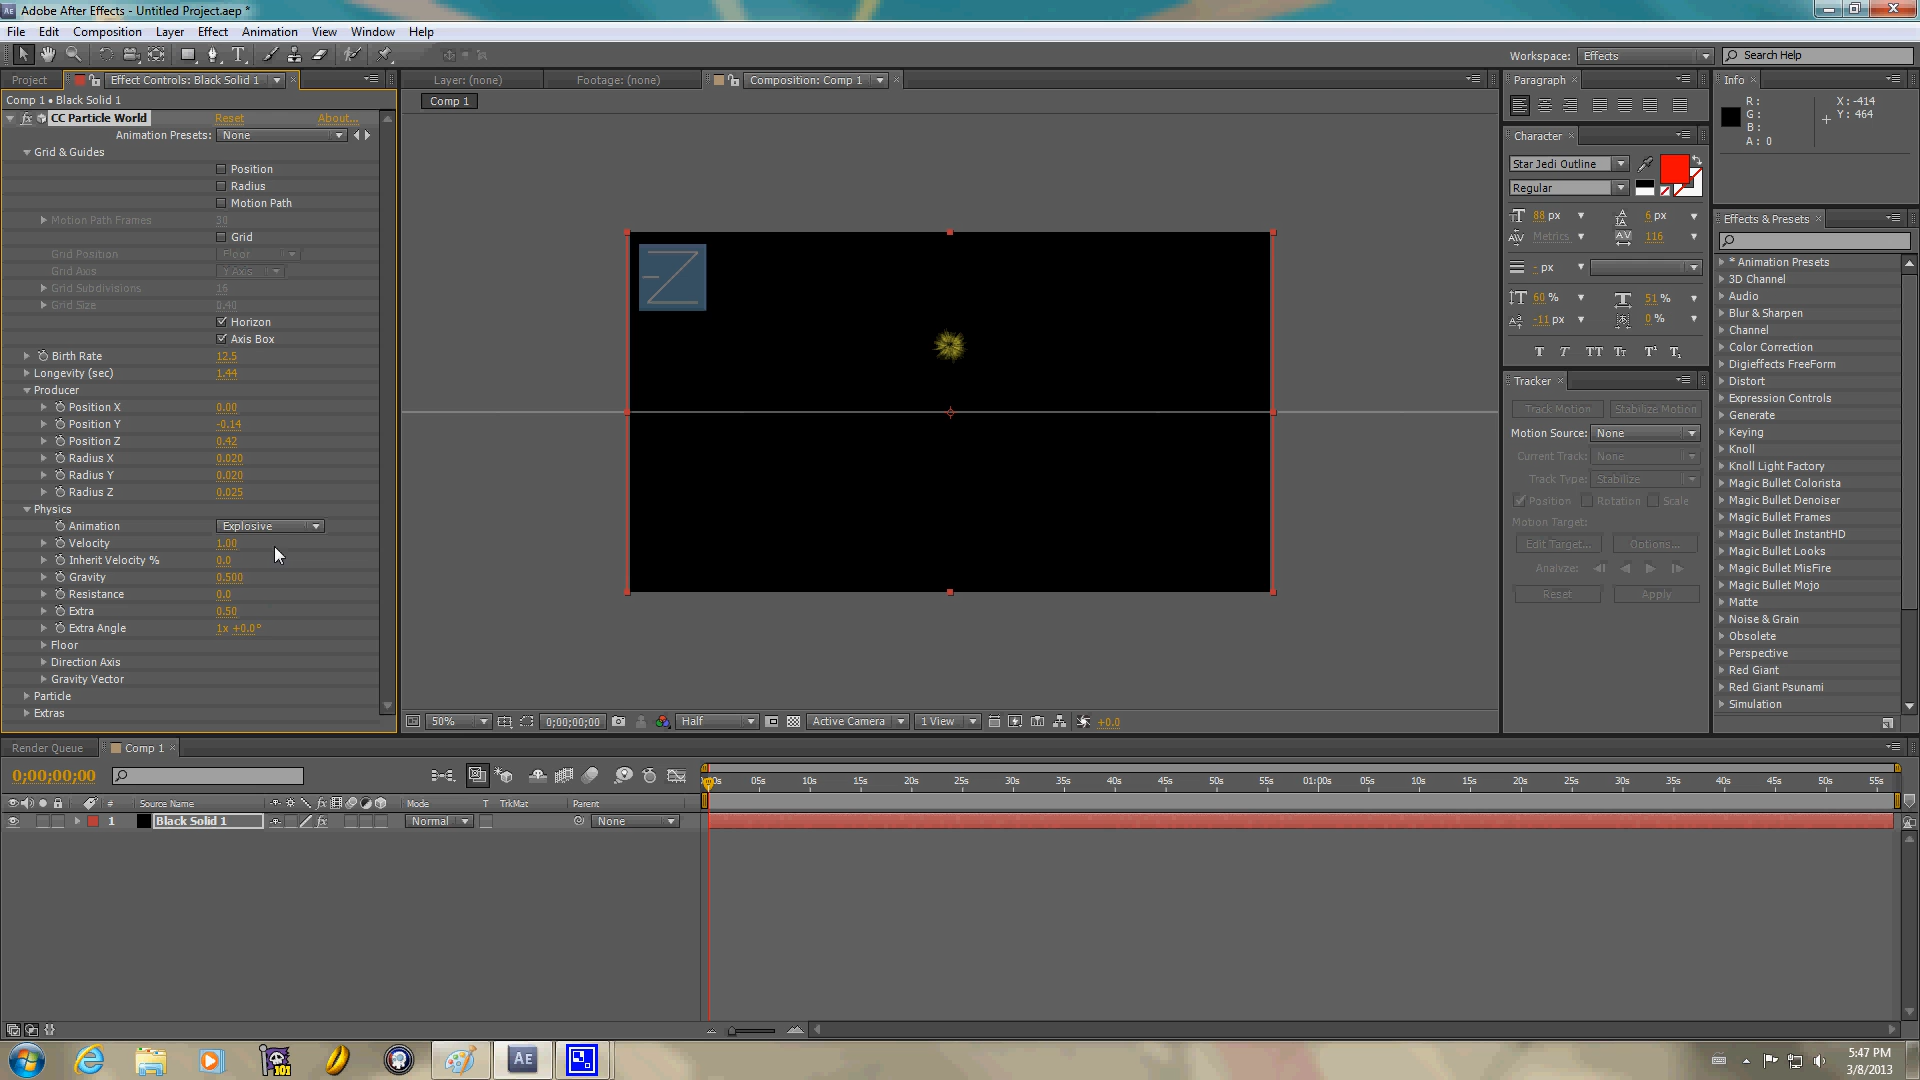 Adobe After Effects - Untitled Project.aep *
File Edit Composition Layer Effect Animation View Window Help
Workspace: Effects Search Help
Project Effect Controls: Black Solid 1
Layer: (none) Footage: (none) Composition: Comp 1
Comp 1 • Black Solid 1
Comp 1
fx CC Particle World Reset About...
Animation Presets: None
Grid & Guides
Position
Radius
Motion Path
Motion Path Frames 30
Grid
Grid Position Floor
Grid Axis Y Axis
Grid Subdivisions 16
Grid Size 0.40
Horizon
Axis Box
Birth Rate 12.5
Longevity (sec) 1.44
Producer
Position X 0.00
Position Y -0.14
Position Z 0.42
Radius X 0.020
Radius Y 0.020
Radius Z 0.025
Physics
Animation Explosive
Velocity 1.00
Inherit Velocity % 0.0
Gravity 0.500
Resistance 0.0
Extra 0.50
Extra Angle 1x +0.0°
Floor
Direction Axis
Gravity Vector
Particle
Extras
Z
50% 0;00;00;00 Half Active Camera 1 View +0.0
Paragraph
Character
Star Jedi Outline
Regular
88 px 6 px
Metrics 116
- px
60 % 51 %
-11 px 0 %
T T TT Tt T¹ T₁
Tracker
Track Motion Stabilize Motion
Motion Source: None
Current Track: None
Track Type: Stabilize
Position Rotation Scale
Motion Target:
Edit Target... Options...
Analyze:
Reset Apply
Info
R :
G :
B :
A : 0
X : -414
Y : 464
Effects & Presets
* Animation Presets
3D Channel
Audio
Blur & Sharpen
Channel
Color Correction
Digieffects FreeForm
Distort
Expression Controls
Generate
Keying
Knoll
Knoll Light Factory
Magic Bullet Colorista
Magic Bullet Denoiser
Magic Bullet Frames
Magic Bullet InstantHD
Magic Bullet Looks
Magic Bullet MisFire
Magic Bullet Mojo
Matte
Noise & Grain
Obsolete
Perspective
Red Giant
Red Giant Psunami
Simulation
Render Queue Comp 1
0;00;00;00
05s 10s 15s 20s 25s 30s 35s 40s 45s 50s 55s 01:00s 05s 10s 15s 20s 25s 30s 35s 40s 45s 50s 55s
# Source Name fx Mode T TrkMat Parent
1 Black Solid 1 fx Normal None
101
AE
5:47 PM
3/8/2013